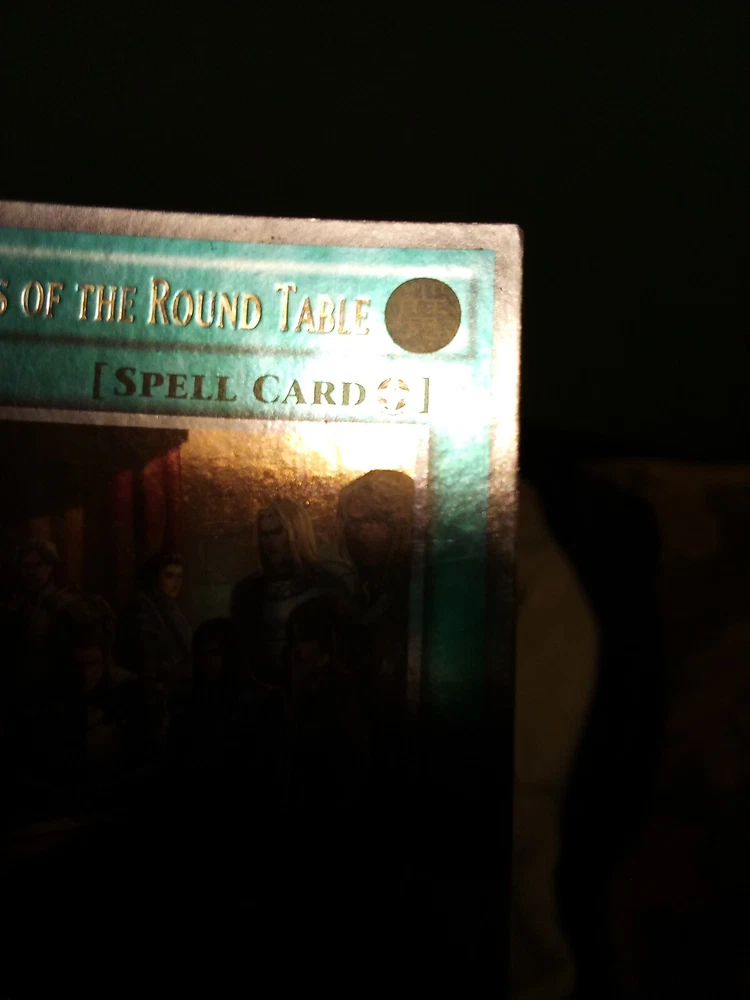 S OF THE ROUND TABLE
[SPELL CARD]